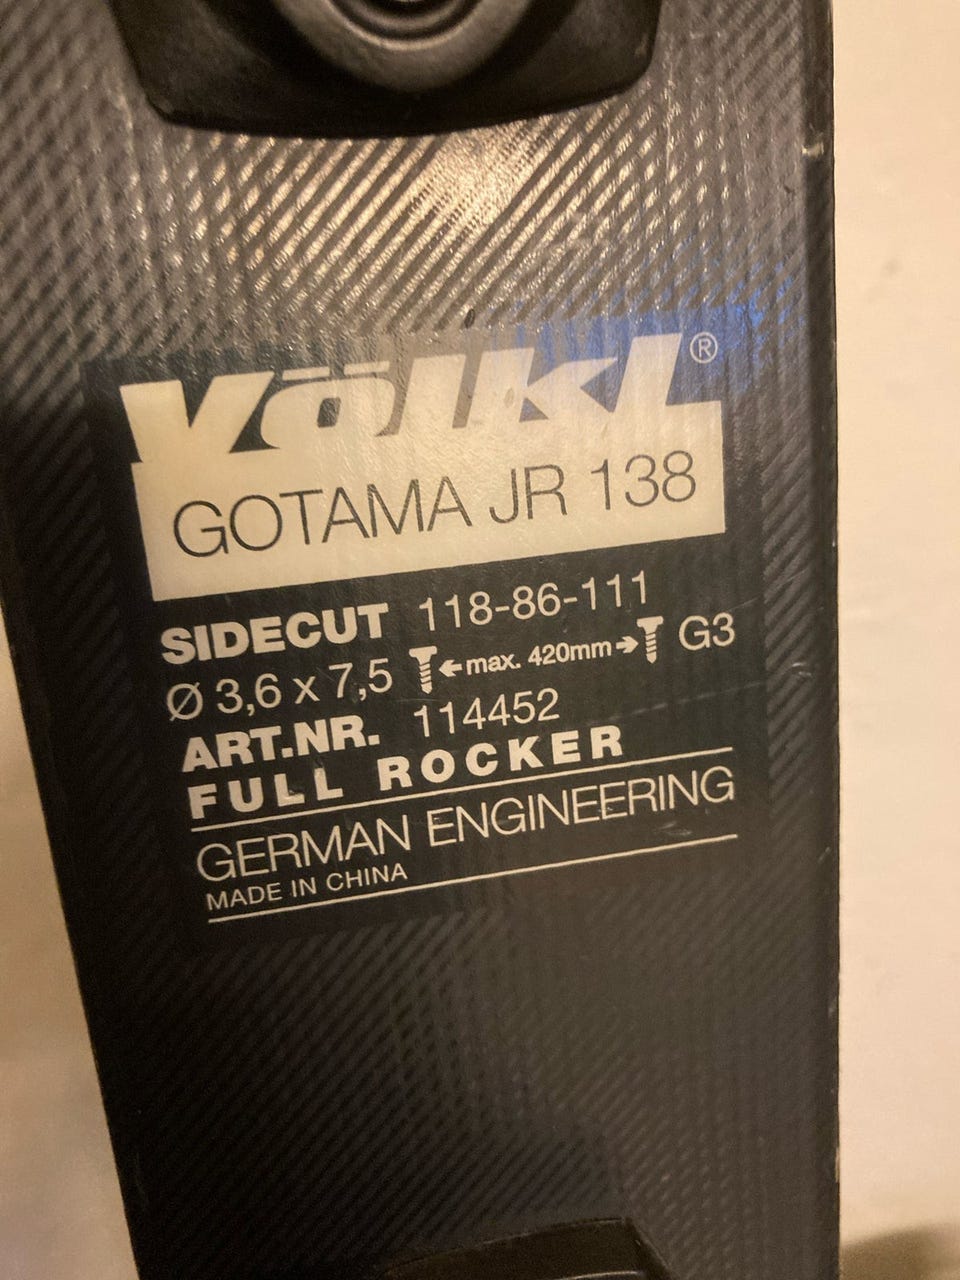 Völkl®
GOTAMA JR 138
SIDECUT 118-86-111
Ø 3,6 x 7,5 ←max. 420mm→ G3
ART.NR. 114452
FULL ROCKER
GERMAN ENGINEERING
MADE IN CHINA